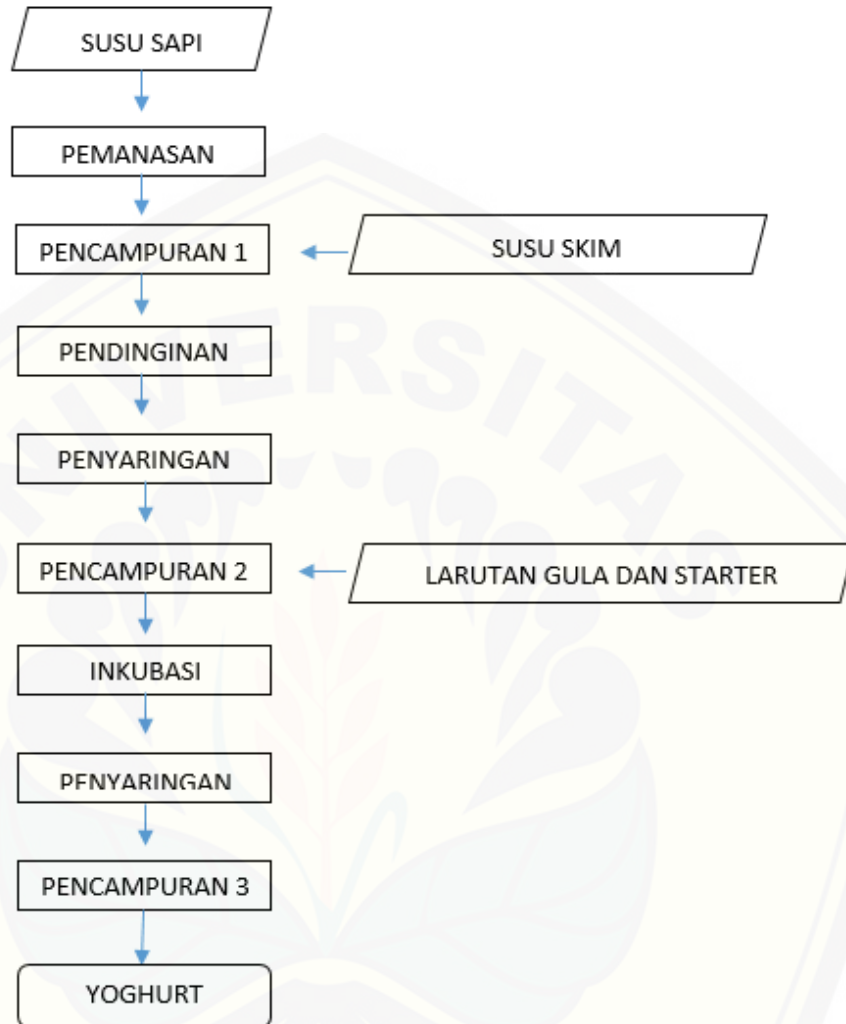 SUSU SAPI
PEMANASAN
PENCAMPURAN 1
SUSU SKIM
PENDINGINAN
PENYARINGAN
PENCAMPURAN 2
LARUTAN GULA DAN STARTER
INKUBASI
PENYARINGAN
PENCAMPURAN 3
YOGHURT
UNIVERSITAS